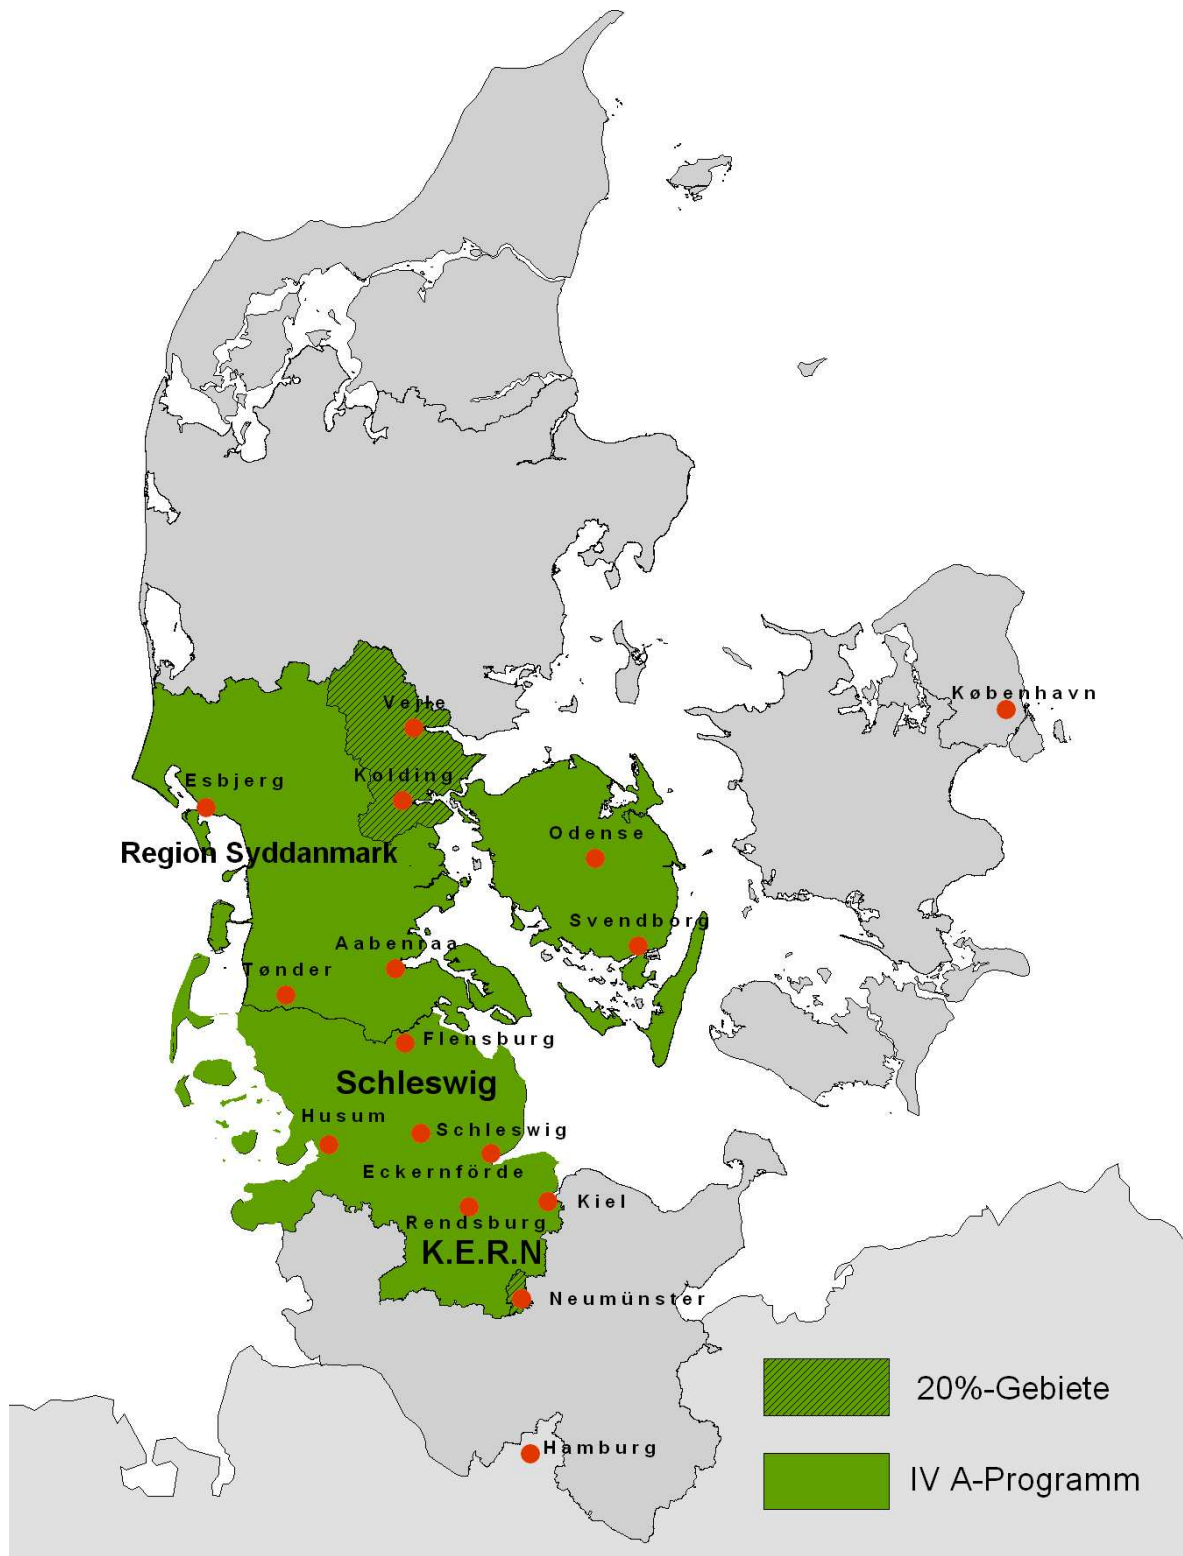 København
Vejle
Kolding
Esbjerg
Odense
Region Syddanmark
Svendborg
Aabenraa
Tønder
Flensburg
Schleswig
Husum
Schleswig
Eckernförde
Kiel
Rendsburg
K.E.R.N
Neumünster
20%-Gebiete
Hamburg
IV A-Programm